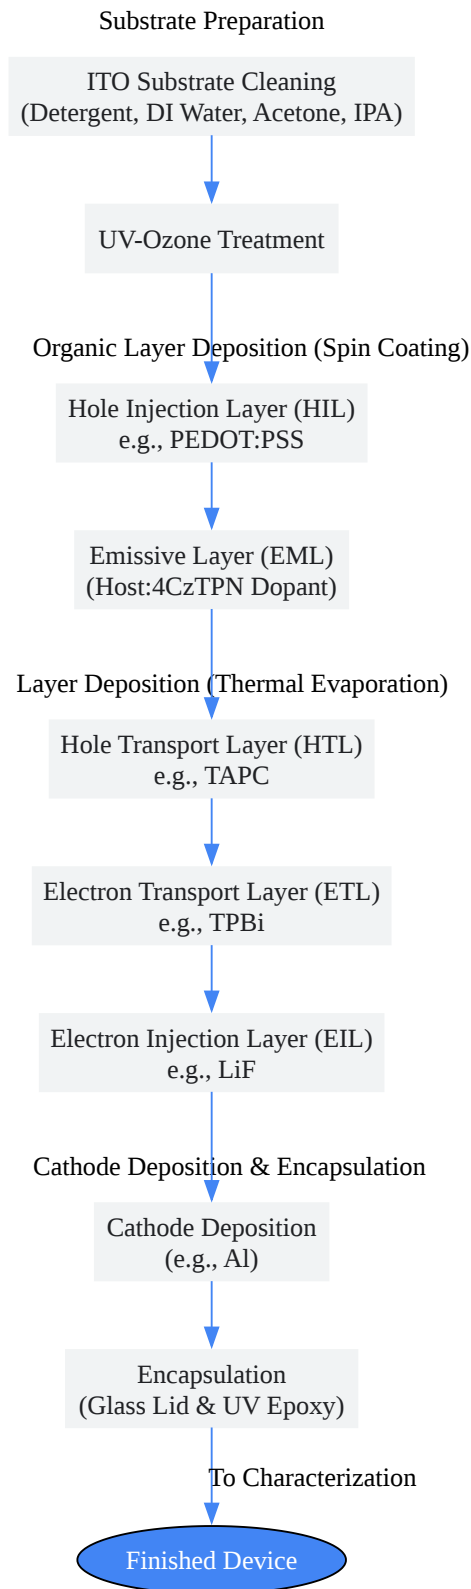 Substrate Preparation
ITO Substrate Cleaning
(Detergent, DI Water, Acetone, IPA)
UV-Ozone Treatment
Organic Layer Deposition (Spin Coating)
Hole Injection Layer (HIL)
e.g., PEDOT:PSS
Emissive Layer (EML)
(Host:4CzTPN Dopant)
Layer Deposition (Thermal Evaporation)
Hole Transport Layer (HTL)
e.g., TAPC
Electron Transport Layer (ETL)
e.g., TPBi
Electron Injection Layer (EIL)
e.g., LiF
Cathode Deposition & Encapsulation
Cathode Deposition
(e.g., Al)
Encapsulation
(Glass Lid & UV Epoxy)
To Characterization
Finished Device